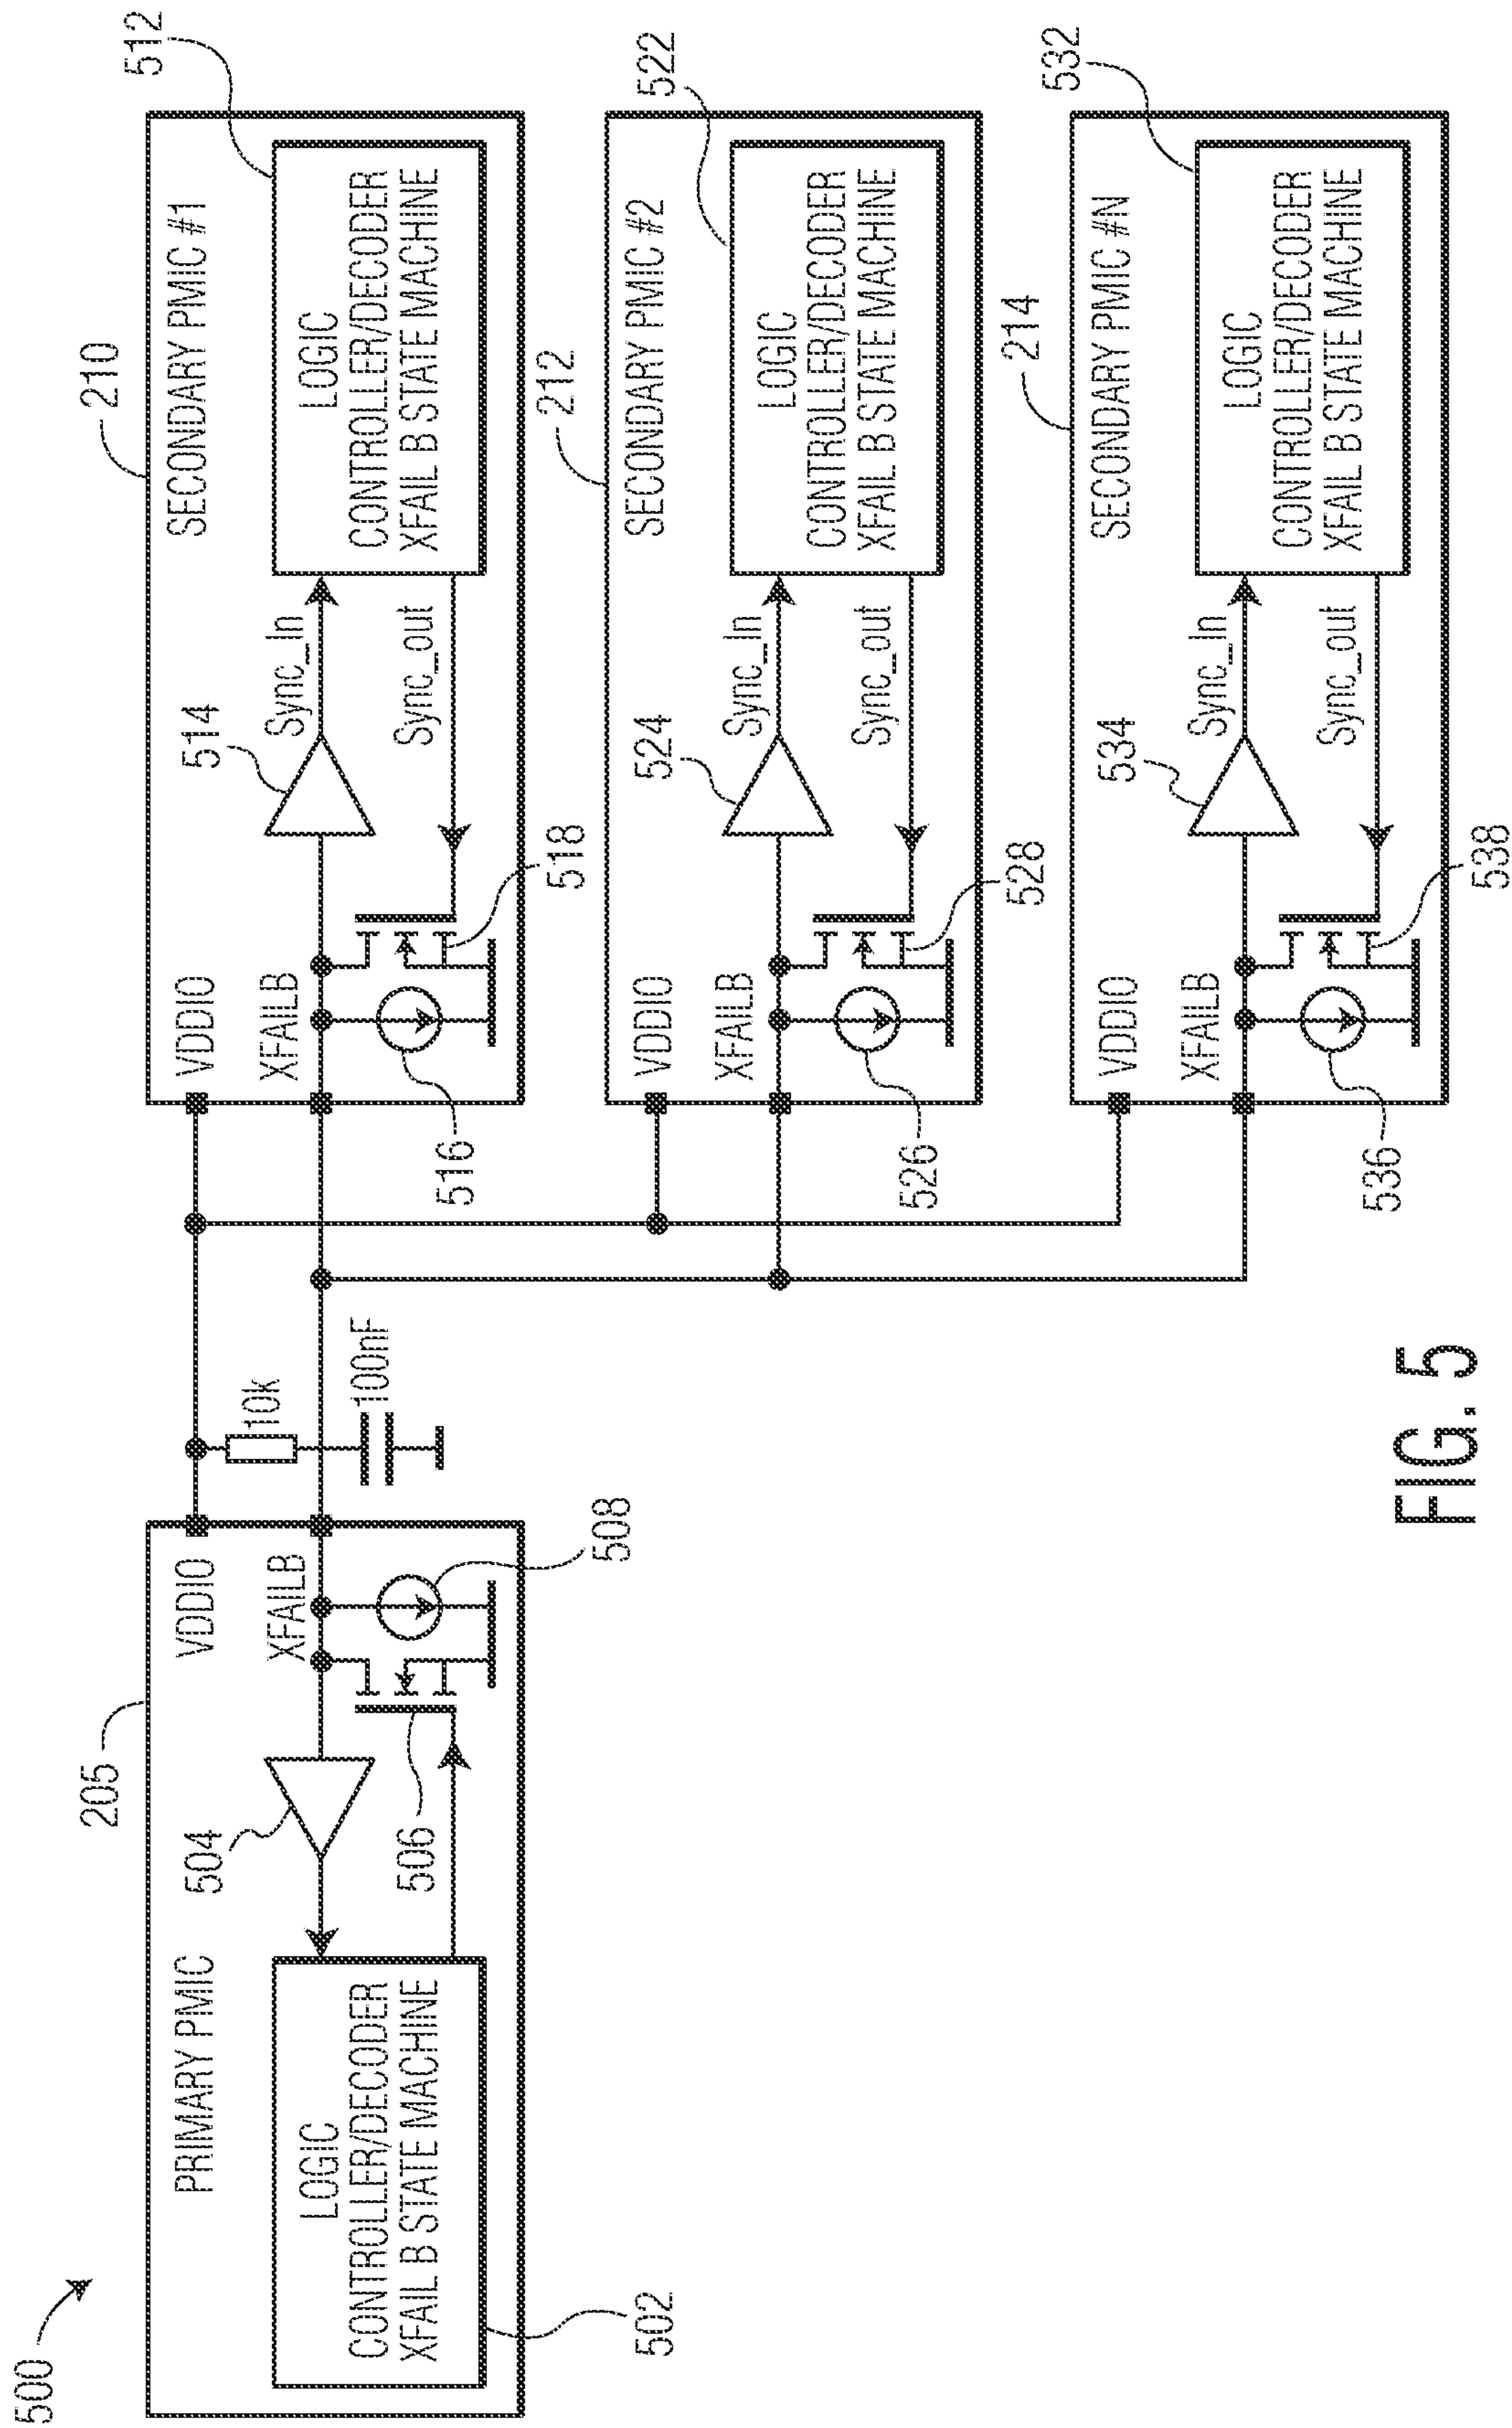 500
205
PRIMARY PMIC
VDDIO
XFAILB
504
506
508
LOGIC
CONTROLLER/DECODER
XFAIL B STATE MACHINE
502
10k
100nF
210
SECONDARY PMIC #1
512
VDDIO
XFAILB
514
Sync_In
Sync_out
516
518
LOGIC
CONTROLLER/DECODER
XFAIL B STATE MACHINE
212
SECONDARY PMIC #2
522
VDDIO
XFAILB
524
Sync_In
Sync_out
526
528
LOGIC
CONTROLLER/DECODER
XFAIL B STATE MACHINE
214
SECONDARY PMIC #N
532
VDDIO
XFAILB
534
Sync_In
Sync_out
536
538
LOGIC
CONTROLLER/DECODER
XFAIL B STATE MACHINE
FIG. 5